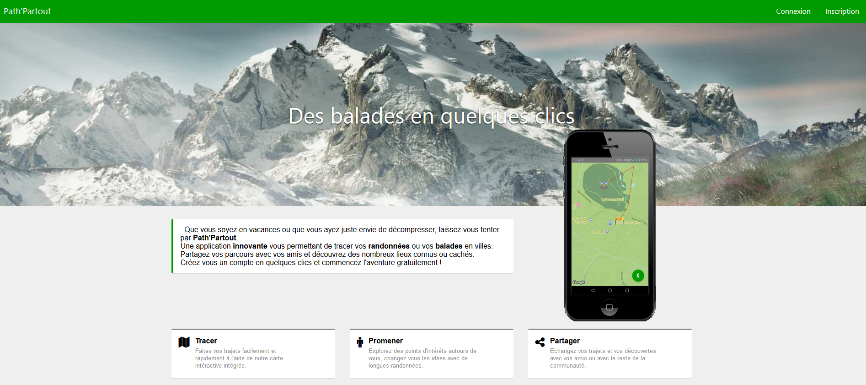 Path'Partout
Connexion
Inscription
Des balades en quelques clics
Que vous soyez en vacances ou que vous ayez juste envie de décompresser, laissez vous tenter
par Path'Partout
Une application innovante vous permettant de tracer vos randonnées ou vos balades en villes.
Partagez vos parcours avec vos amis et découvrez des nombreux lieux connus ou cachés.
Créez vous un compte en quelques clics et commencez l'aventure gratuitement !
Tracer
Faites vos trajets facilement et
rapidement à l'aide de notre carte
intéractive intégrée.
Promener
Explorez des points d'intérêts autours de
vous, changez vous les idées avec de
longues randonnées.
Partager
Echangez vos trajets et vos découvertes
avec vos amis ou avec le reste de la
communauté.